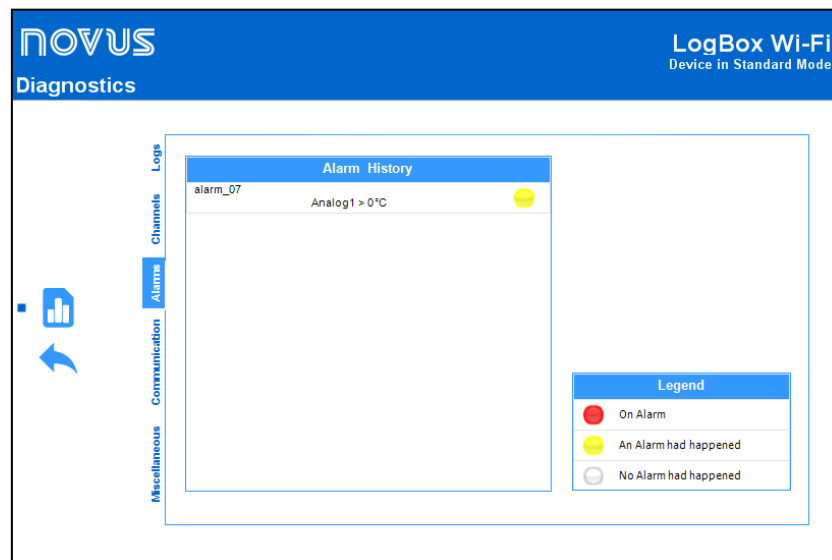 novus
LogBox Wi-Fi
Device in Standard Mode
Diagnostics
Logs
Channels
Alarms
Communication
Miscellaneous
Alarm History
alarm_07
Analog1 > 0°C
Legend
On Alarm
An Alarm had happened
No Alarm had happened